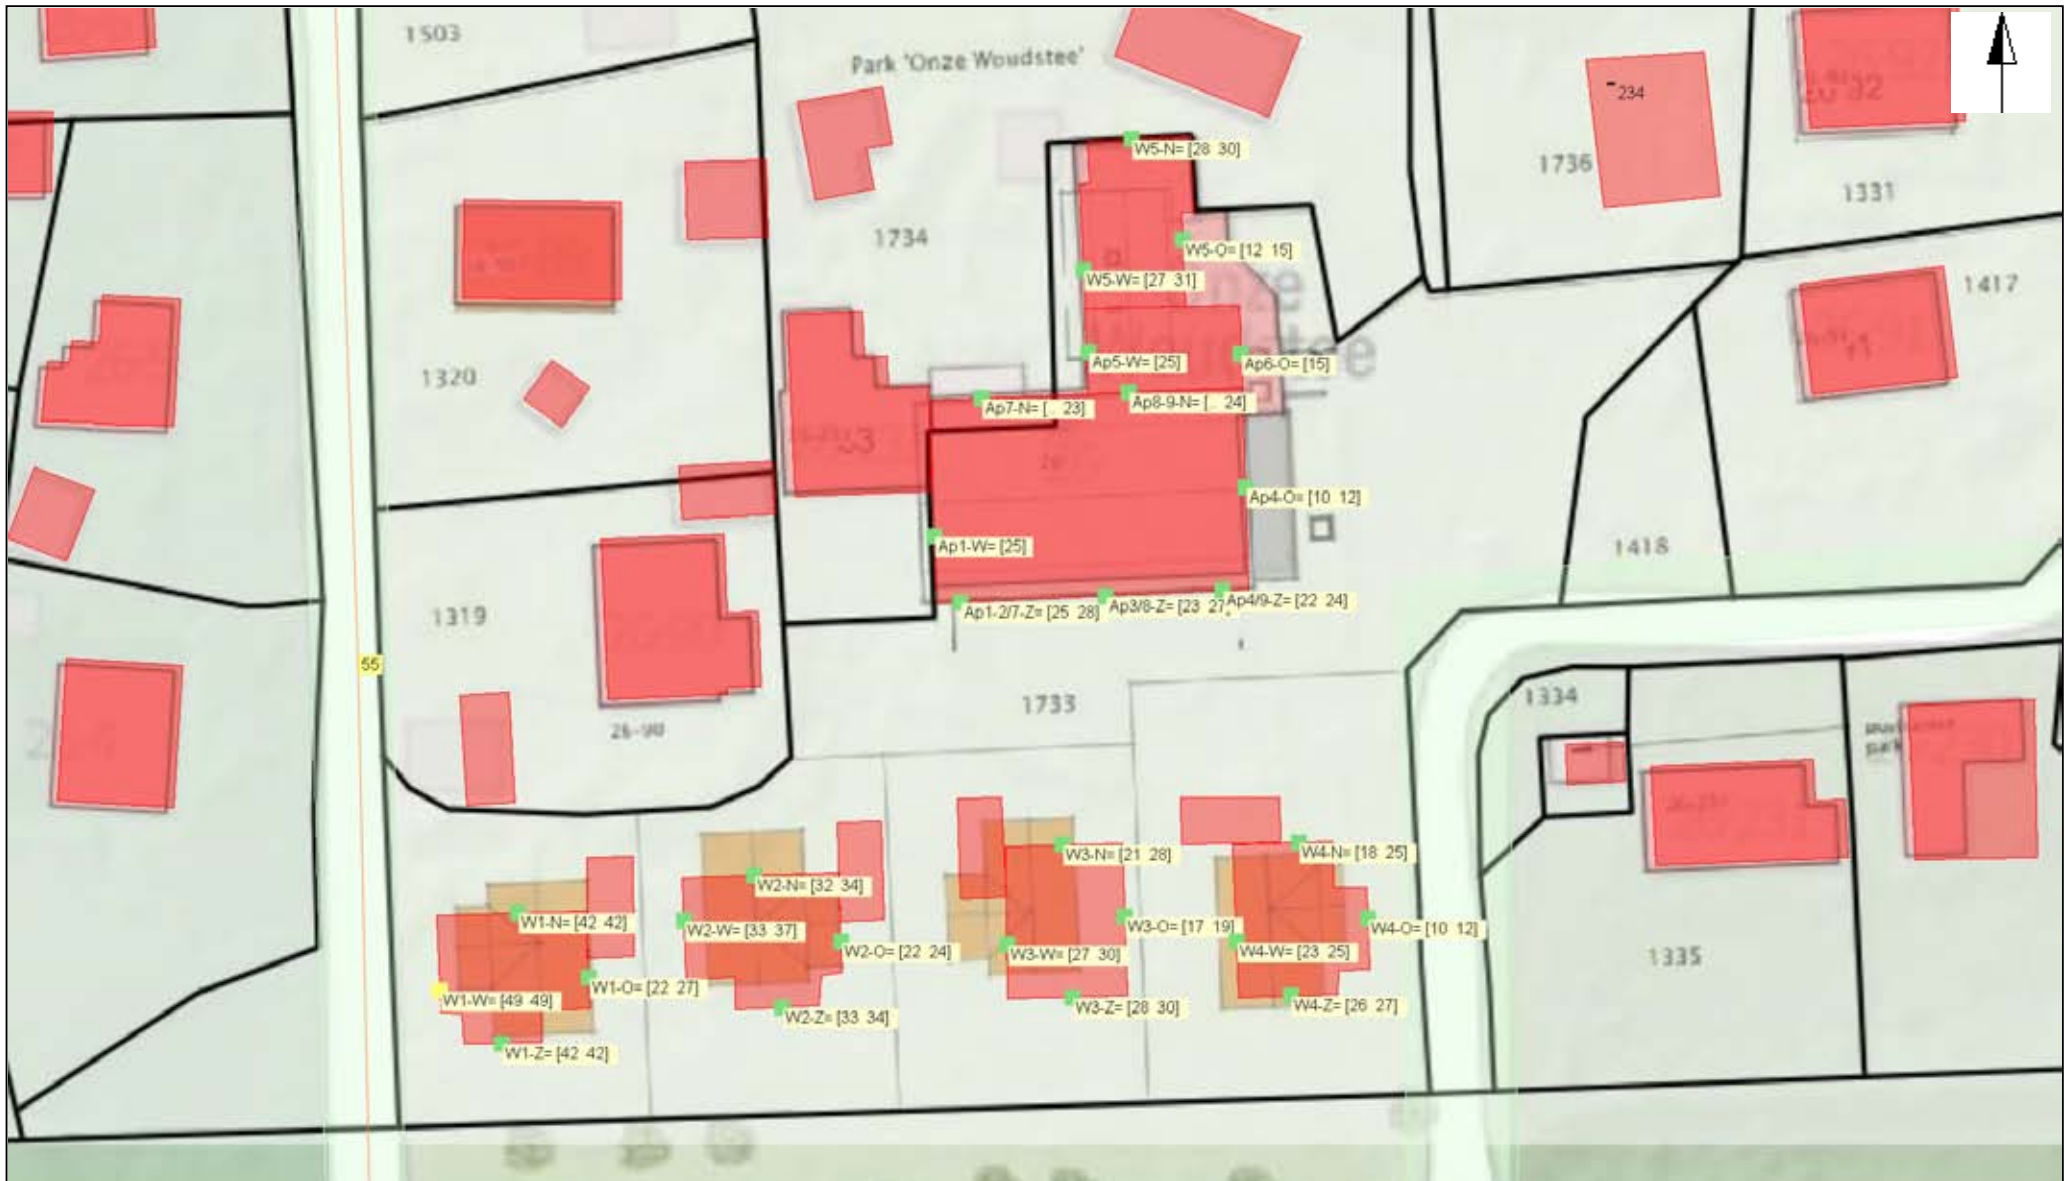 1503
Park 'Onze Woudstee'
234
1736
1331
W5-N= [28 30]
1734
W5-O= [12 15]
W5-W= [27 31]
Onze
Woudstee
1417
1320
Ap5-W= [25]
Ap6-O= [15]
Ap7-N= [.. 23]
Ap8-9-N= [.. 24]
Ap4-O= [10 12]
Ap1-W= [25]
1418
1319
Ap1-2/7-Z= [25 28]
Ap3/8-Z= [23 27]
Ap4/9-Z= [22 24]
55
1733
1334
26-90
W3-N= [21 28]
W4-N= [18 25]
W2-N= [32 34]
W1-N= [42 42]
W2-W= [33 37]
W3-O= [17 19]
W4-O= [10 12]
W2-O= [22 24]
W3-W= [27 30]
W4-W= [23 25]
1335
W1-O= [22 27]
W1-W= [49 49]
W2-Z= [33 34]
W3-Z= [28 30]
W4-Z= [26 27]
W1-Z= [42 42]